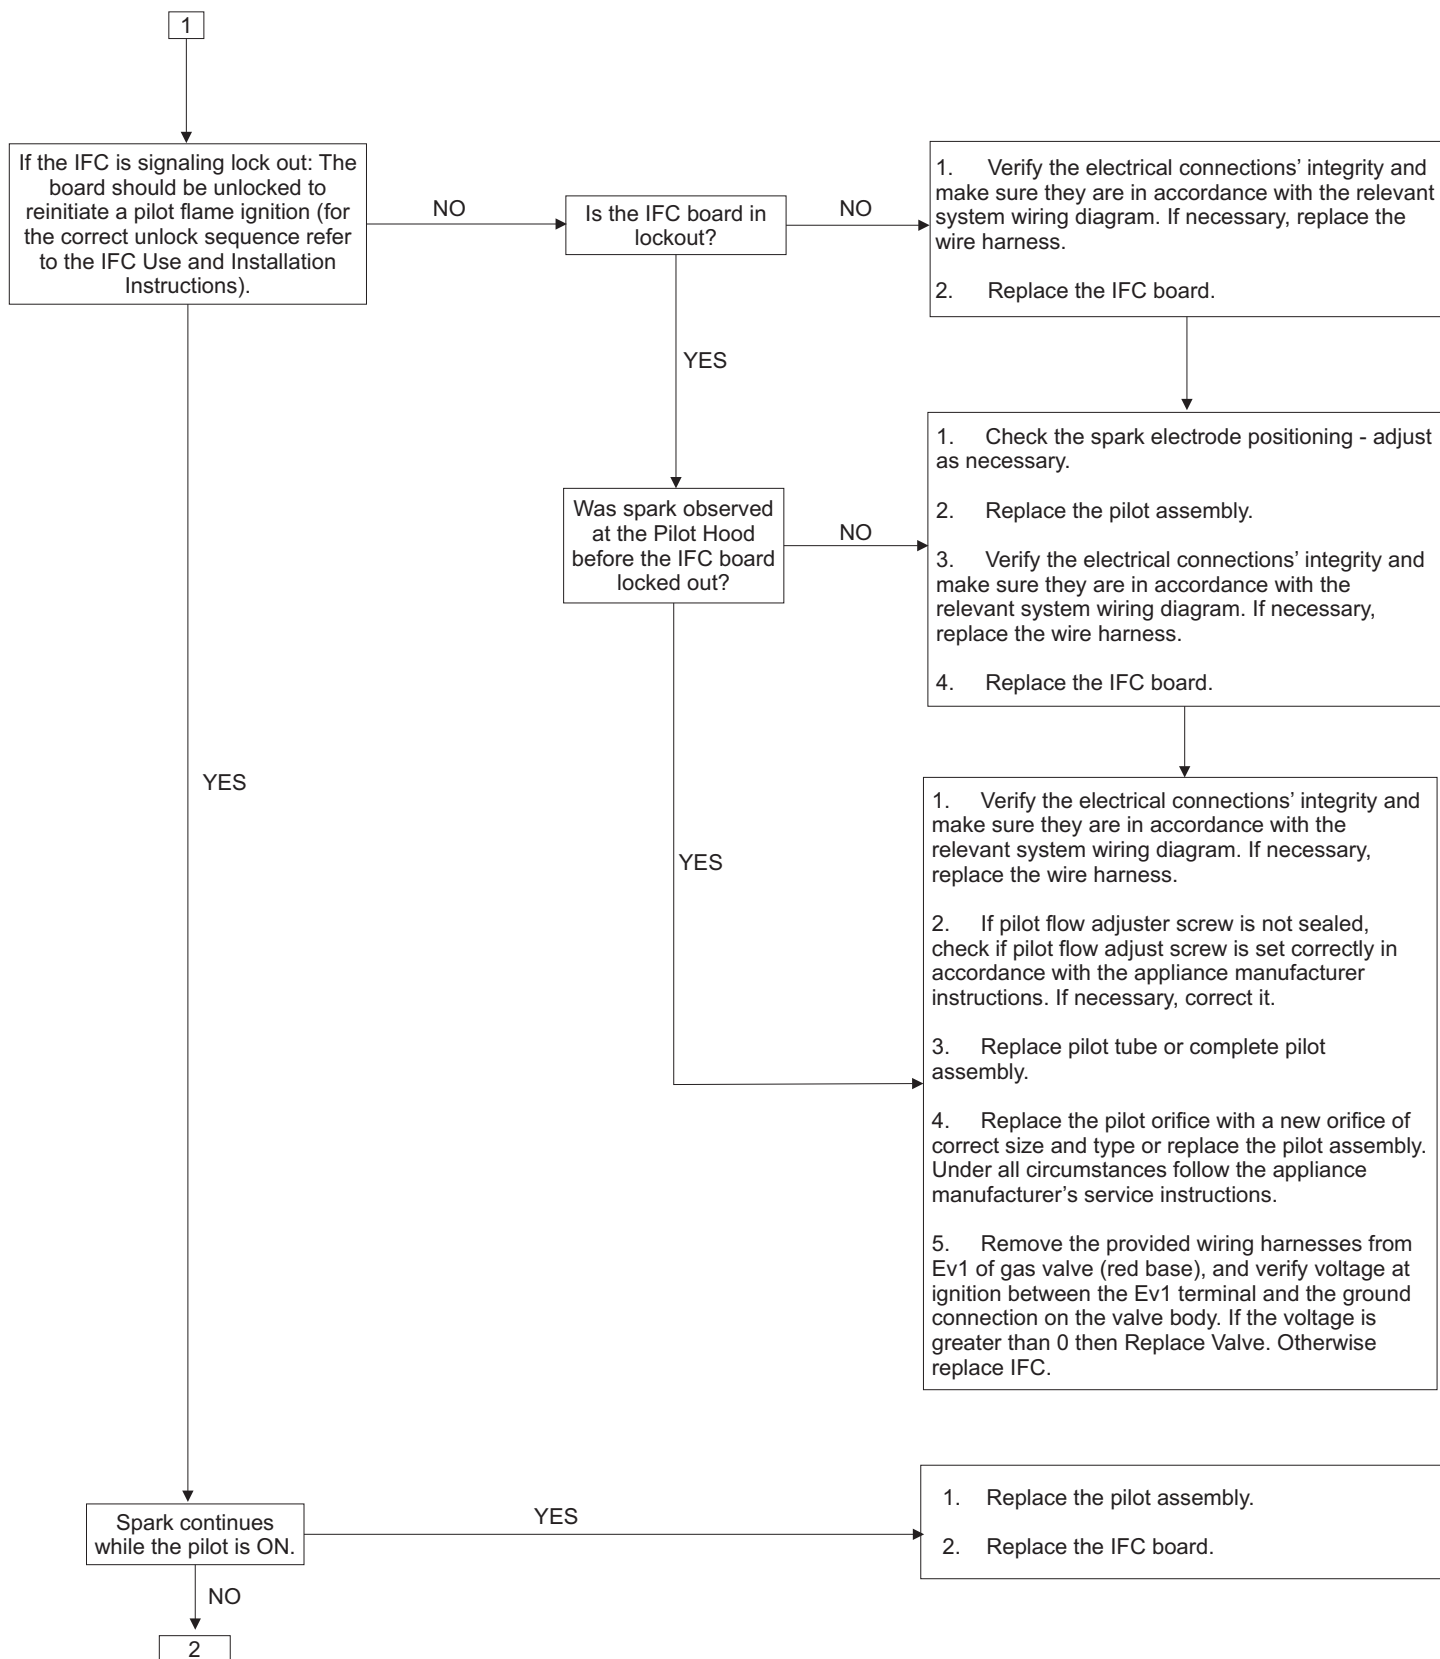 1
If the IFC is signaling lock out: The
board should be unlocked to
reinitiate a pilot flame ignition (for
the correct unlock sequence refer
to the IFC Use and Installation
Instructions).
NO
Is the IFC board in
lockout?
NO
1. Verify the electrical connections’ integrity and
make sure they are in accordance with the relevant
system wiring diagram. If necessary, replace the
wire harness.
2. Replace the IFC board.
YES
1. Check the spark electrode positioning - adjust
as necessary.
2. Replace the pilot assembly.
3. Verify the electrical connections’ integrity and
make sure they are in accordance with the
relevant system wiring diagram. If necessary,
replace the wire harness.
4. Replace the IFC board.
Was spark observed
at the Pilot Hood
before the IFC board
locked out?
NO
YES
YES
1. Verify the electrical connections’ integrity and
make sure they are in accordance with the
relevant system wiring diagram. If necessary,
replace the wire harness.
2. If pilot flow adjuster screw is not sealed,
check if pilot flow adjust screw is set correctly in
accordance with the appliance manufacturer
instructions. If necessary, correct it.
3. Replace pilot tube or complete pilot
assembly.
4. Replace the pilot orifice with a new orifice of
correct size and type or replace the pilot assembly.
Under all circumstances follow the appliance
manufacturer’s service instructions.
5. Remove the provided wiring harnesses from
Ev1 of gas valve (red base), and verify voltage at
ignition between the Ev1 terminal and the ground
connection on the valve body. If the voltage is
greater than 0 then Replace Valve. Otherwise
replace IFC.
Spark continues
while the pilot is ON.
YES
1. Replace the pilot assembly.
2. Replace the IFC board.
NO
2